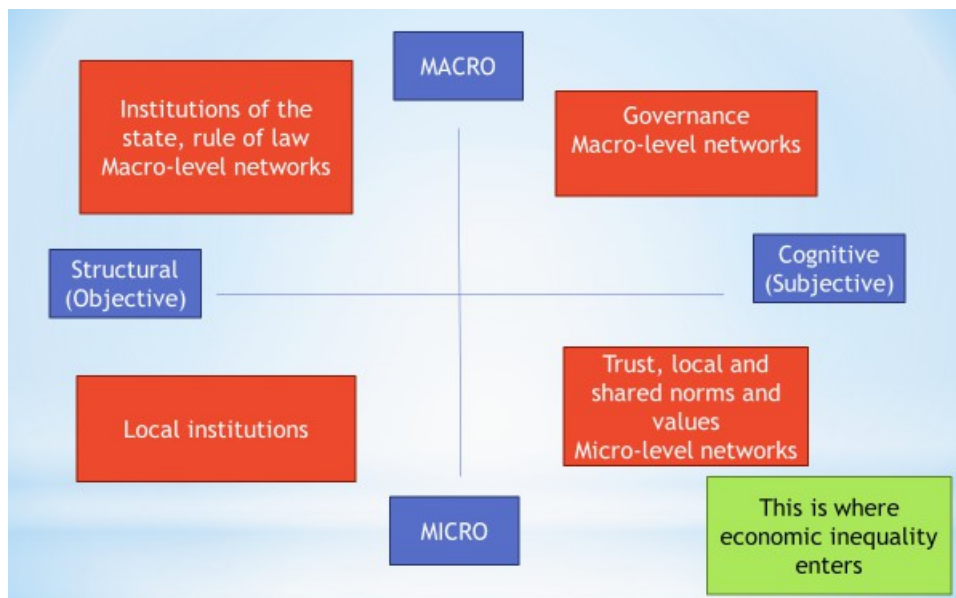 MACRO
Institutions of the
state, rule of law
Macro-level networks
Governance
Macro-level networks
Structural
(Objective)
Cognitive
(Subjective)
Local institutions
Trust, local and
shared norms and
values
Micro-level networks
MICRO
This is where
economic inequality
enters